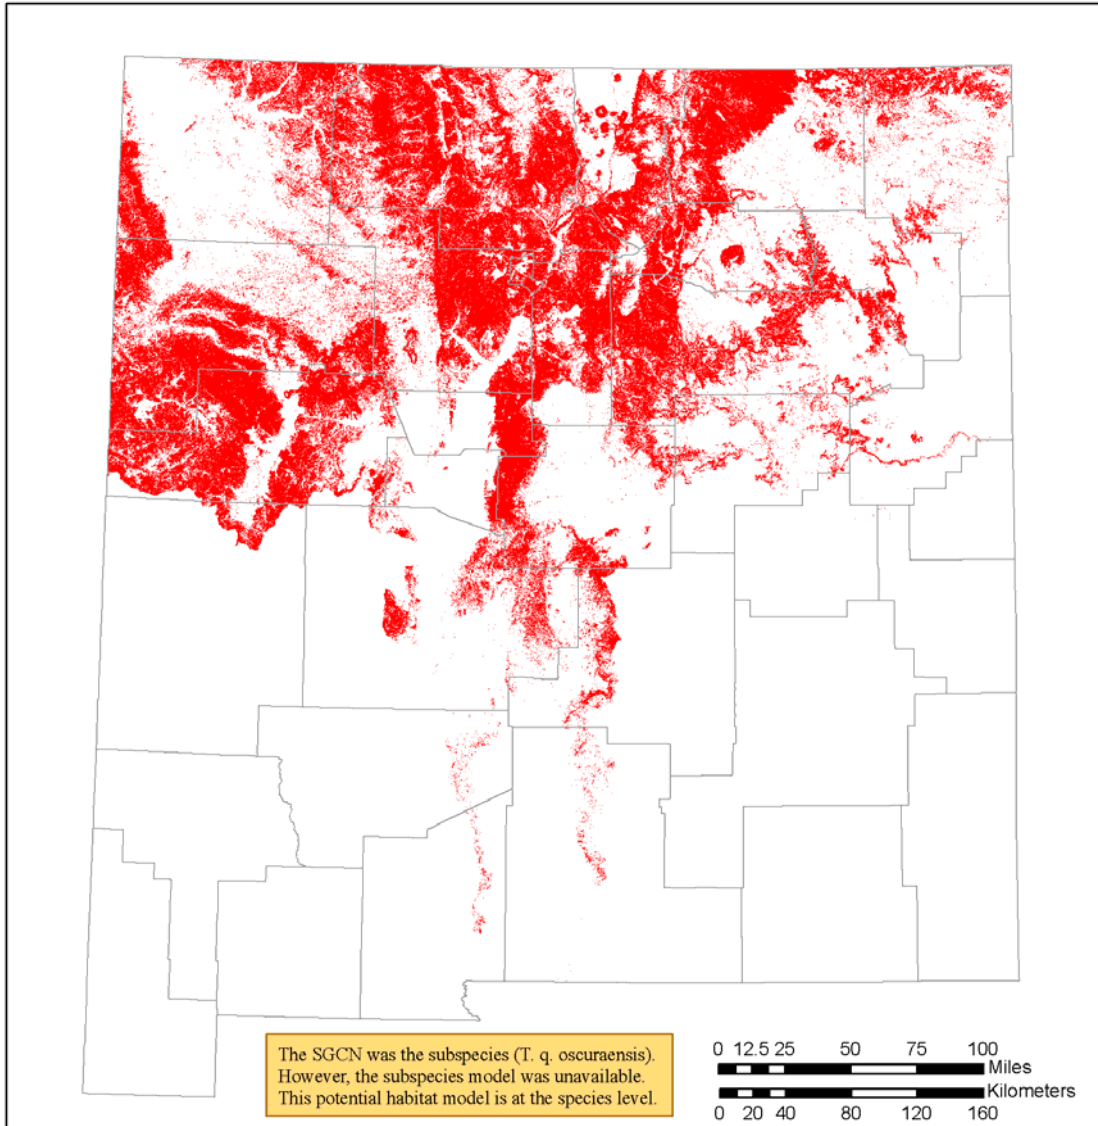 The SGCN was the subspecies (T. q. oscuraensis).
However, the subspecies model was unavailable.
This potential habitat model is at the species level.
0 12.5 25 50 75 100
Miles
Kilometers
0 20 40 80 120 160